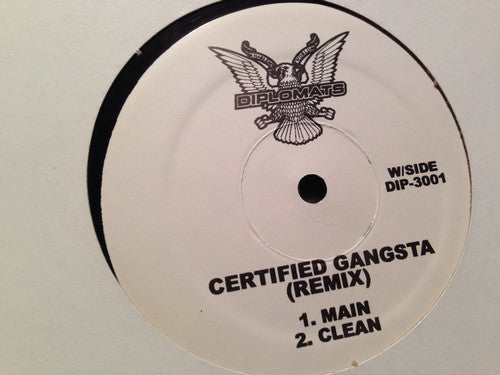 DIPLOMATS
W/SIDE
DIP-3001
CERTIFIED GANGSTA
(REMIX)
1. MAIN
2. CLEAN